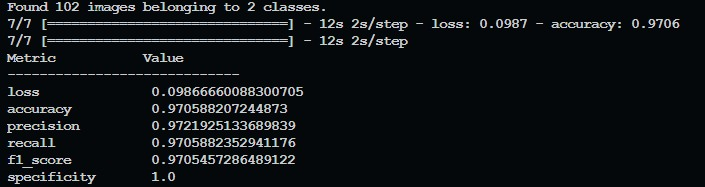 Found 102 images belonging to 2 classes.
7/7 [==============================] - 12s 2s/step - loss: 0.0987 - accuracy: 0.9706
7/7 [==============================] - 12s 2s/step
Metric Value
-----------------------------
loss 0.09866660088300705
accuracy 0.970588207244873
precision 0.9721925133689839
recall 0.9705882352941176
f1_score 0.9705457286489122
specificity 1.0